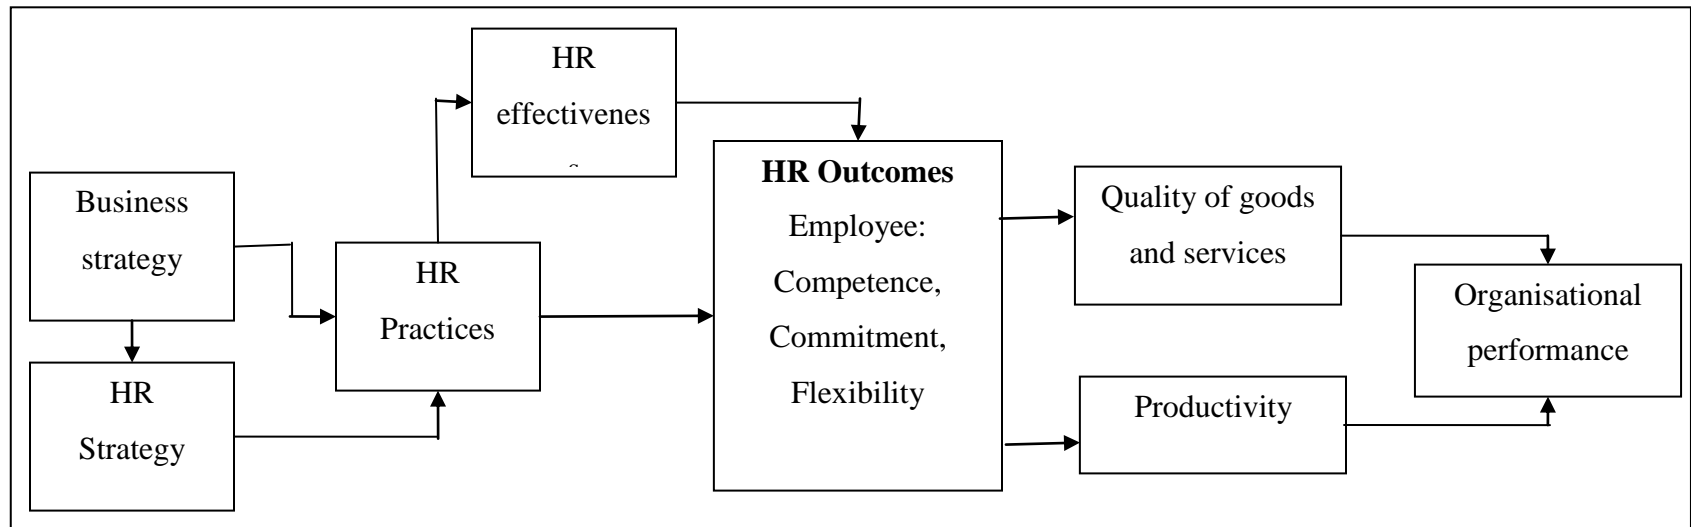 HR
effectivenes
s
Business
strategy
HR
Strategy
HR
Practices
HR Outcomes
Employee:
Competence,
Commitment,
Flexibility
Quality of goods
and services
Productivity
Organisational
performance